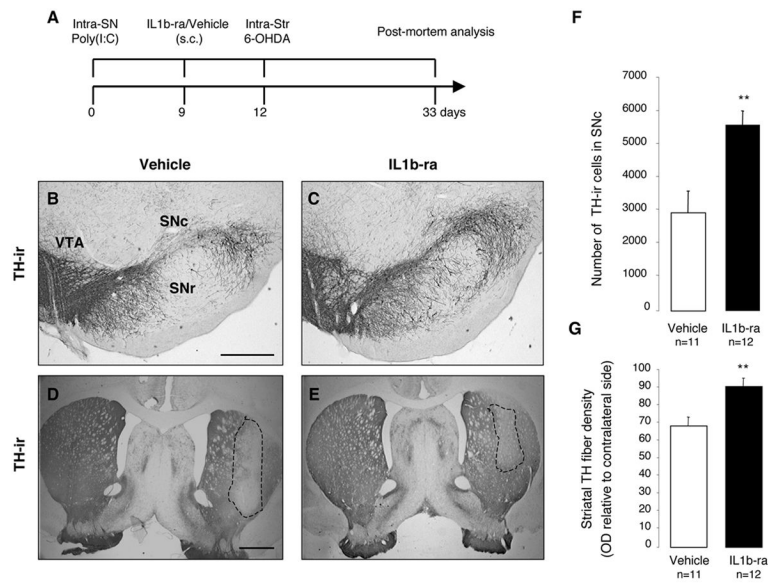 A
Intra-SN
Poly(I:C)
IL1b-ra/Vehicle
(s.c.)
Intra-Str
6-OHDA
Post-mortem analysis
0
9
12
33 days
Vehicle
IL1b-ra
TH-ir
B
SNc
VTA
SNr
C
TH-ir
D
E
F
Number of TH-ir cells in SNc
7000
6000
5000
4000
3000
2000
1000
0
**
Vehicle
n=11
IL1b-ra
n=12
G
Striatal TH fiber density
(OD relative to contralateral side)
100
90
80
70
60
50
40
30
20
10
0
**
Vehicle
n=11
IL1b-ra
n=12